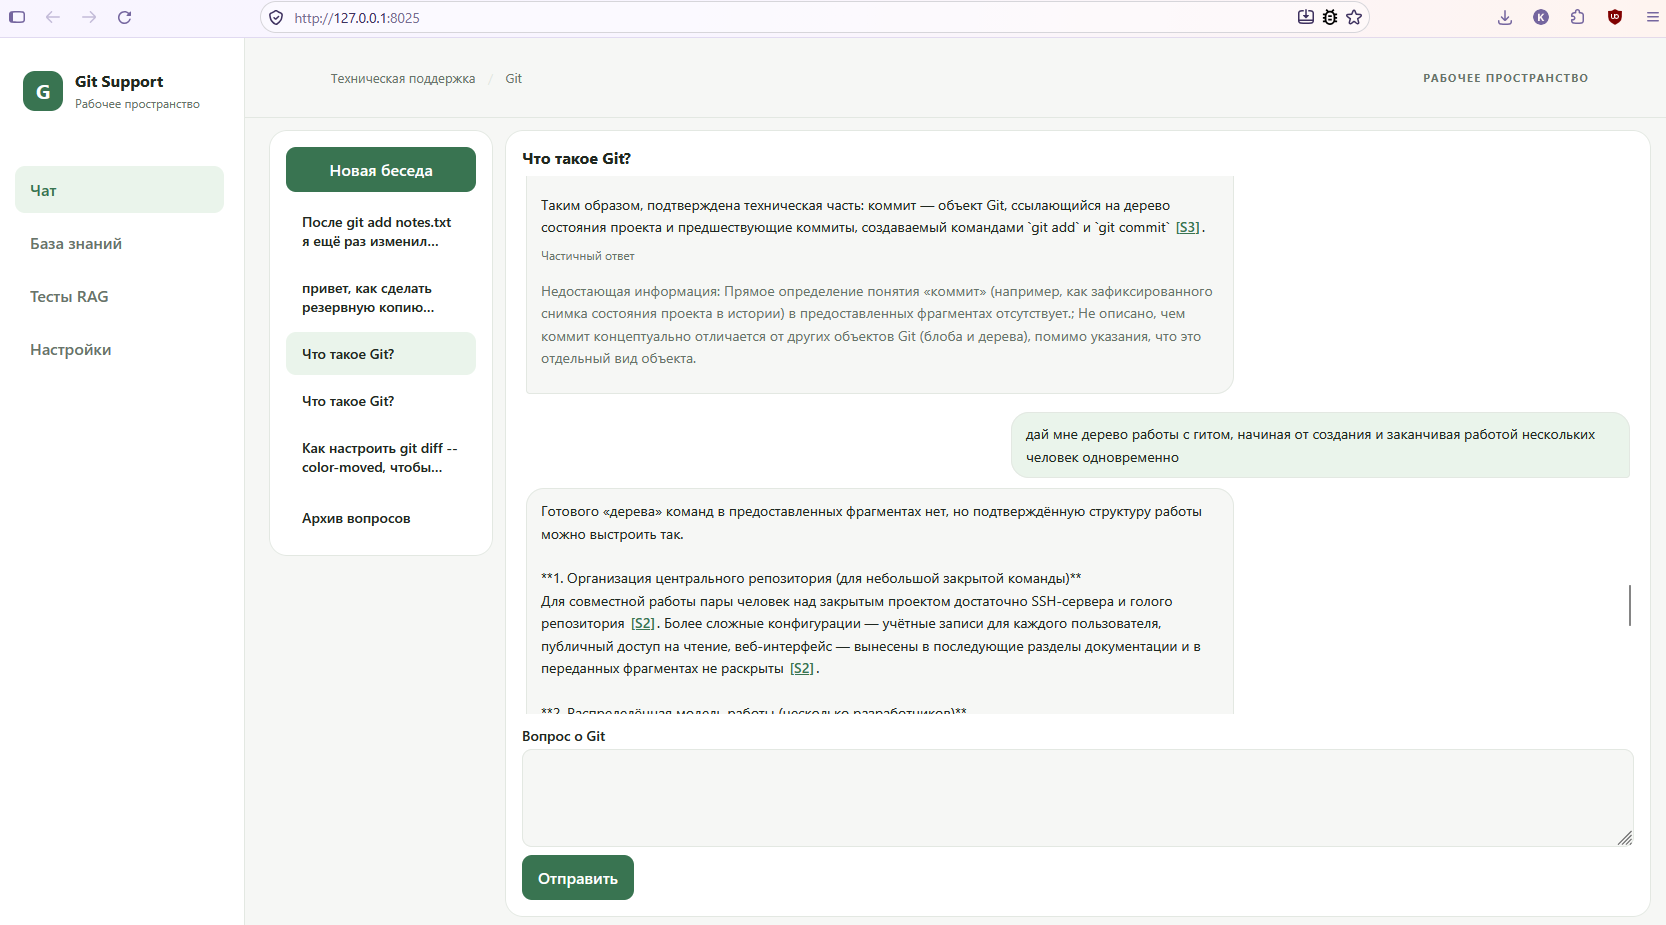 http://127.0.0.1:8025
K
G
Git Support
Рабочее пространство
Чат
База знаний
Тесты RAG
Настройки
Техническая поддержка / Git
РАБОЧЕЕ ПРОСТРАНСТВО
Новая беседа
После git add notes.txt
я ещё раз изменил...
привет, как сделать
резервную копию...
Что такое Git?
Что такое Git?
Как настроить git diff --
color-moved, чтобы...
Архив вопросов
Что такое Git?
Таким образом, подтверждена техническая часть: коммит — объект Git, ссылающийся на дерево
состояния проекта и предшествующие коммиты, создаваемый командами `git add` и `git commit` [S3].
Частичный ответ
Недостающая информация: Прямое определение понятия «коммит» (например, как зафиксированного
снимка состояния проекта в истории) в предоставленных фрагментах отсутствует.; Не описано, чем
коммит концептуально отличается от других объектов Git (блоба и дерева), помимо указания, что это
отдельный вид объекта.
дай мне дерево работы с гитом, начиная от создания и заканчивая работой нескольких
человек одновременно
Готового «дерева» команд в предоставленных фрагментах нет, но подтверждённую структуру работы
можно выстроить так.
**1. Организация центрального репозитория (для небольшой закрытой команды)**
Для совместной работы пары человек над закрытым проектом достаточно SSH-сервера и голого
репозитория [S2]. Более сложные конфигурации — учётные записи для каждого пользователя,
публичный доступ на чтение, веб-интерфейс — вынесены в последующие разделы документации и в
переданных фрагментах не раскрыты [S2].
**2. Распределённая модель работы (несколько разработчиков)**
Вопрос о Git
Отправить